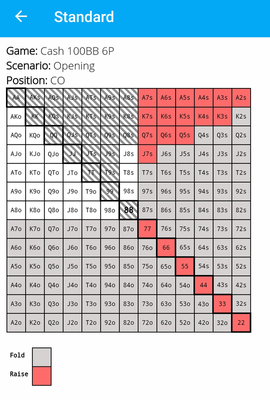 Standard
Game: Cash 100BB 6P
Scenario: Opening
Position: CO
AA AKs AQs AJs ATs A9s A8s A7s A6s A5s A4s A3s A2s
AKo KK KQs KJs KTs K9s K8s K7s K6s K5s K4s K3s K2s
AQo KQo QQ QJs QTs Q9s Q8s Q7s Q6s Q5s Q4s Q3s Q2s
AJo KJo QJo JJ JTs J9s J8s J7s J6s J5s J4s J3s J2s
ATo KTo QTo JTo TT T9s T8s T7s T6s T5s T4s T3s T2s
A9o K9o Q9o J9o T9o 99 98s 97s 96s 95s 94s 93s 92s
A8o K8o Q8o J8o T8o 98o 88 87s 86s 85s 84s 83s 82s
A7o K7o Q7o J7o T7o 97o 87o 77 76s 75s 74s 73s 72s
A6o K6o Q6o J6o T6o 96o 86o 76o 66 65s 64s 63s 62s
A5o K5o Q5o J5o T5o 95o 85o 75o 65o 55 54s 53s 52s
A4o K4o Q4o J4o T4o 94o 84o 74o 64o 54o 44 43s 42s
A3o K3o Q3o J3o T3o 93o 83o 73o 63o 53o 43o 33 32s
A2o K2o Q2o J2o T2o 92o 82o 72o 62o 52o 42o 32o 22
Fold
Raise